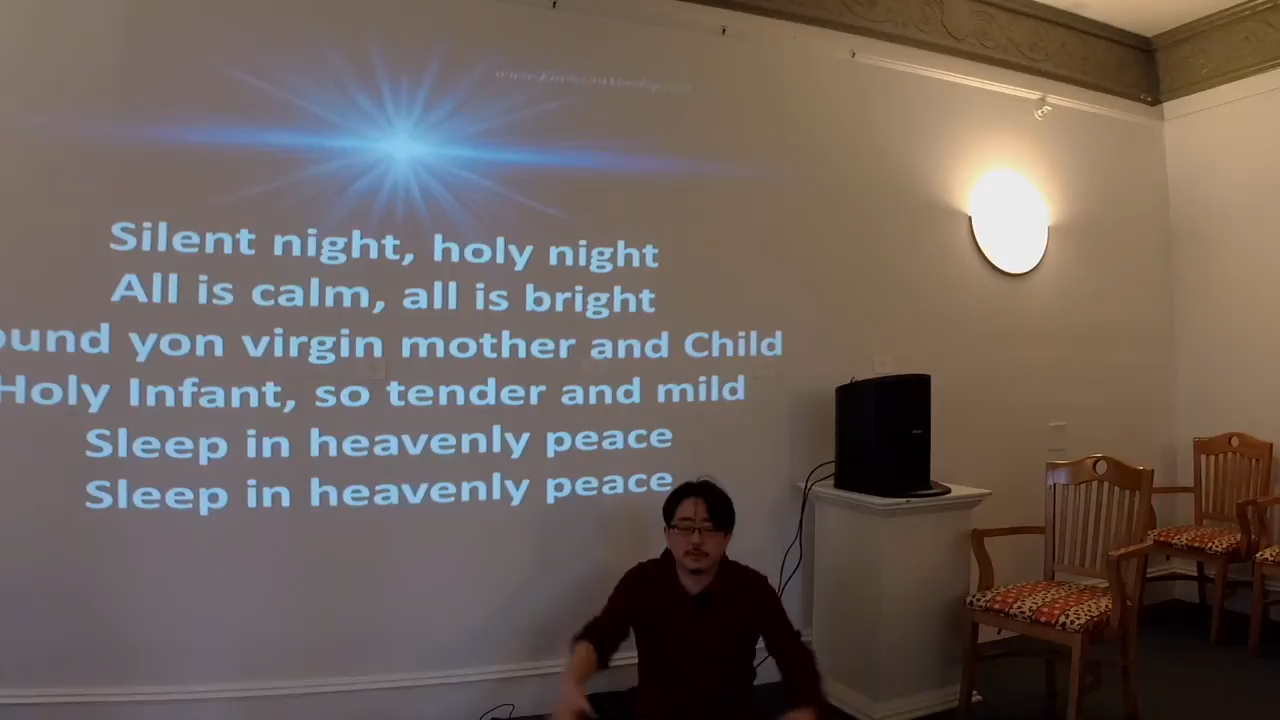 Silent night, holy night
All is calm, all is bright
ound yon virgin mother and Child
Holy Infant, so tender and mild
Sleep in heavenly peace
Sleep in heavenly peace